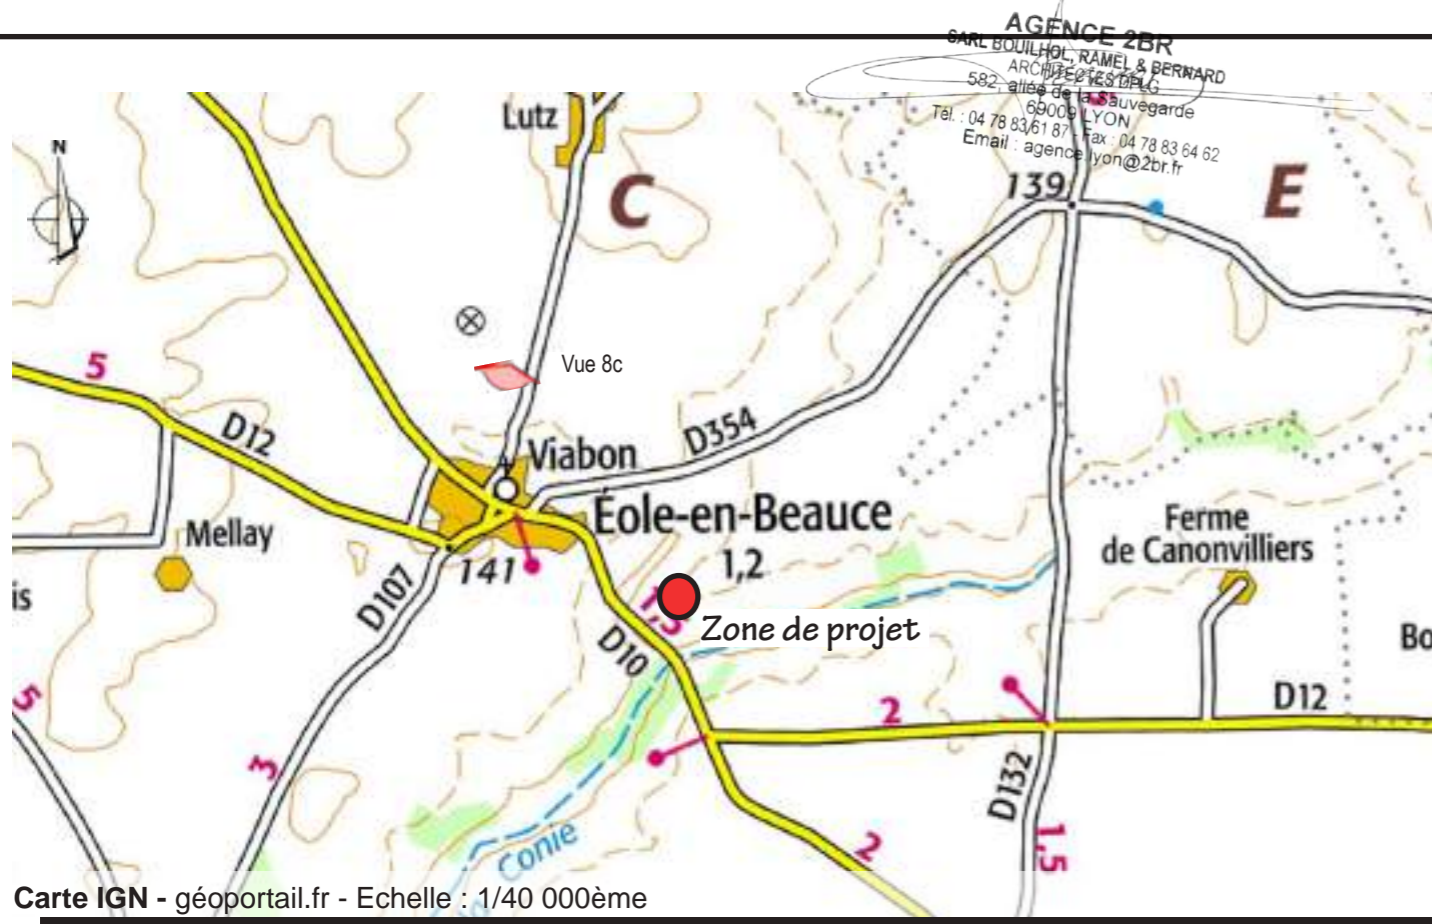 AGENCE 2BR
SARL BOUILHOL, RAMEL & BERNARD
ARCHITECTES DPLG
582, allée de la Sauvegarde
69009 LYON
Tél. : 04 78 83 61 87 Fax : 04 78 83 64 62
Email : agence.lyon@2br.fr
Lutz
N
C
139
E
Vue 8c
5
D12
D354
Viabon
Éole-en-Beauce
1,2
Mellay
141
D107
is
Ferme
de Canonvilliers
1,5
Zone de projet
D10
Bo
5
2
D12
3
D132
Conie
2
1,5
Carte IGN - géoportail.fr - Echelle : 1/40 000ème